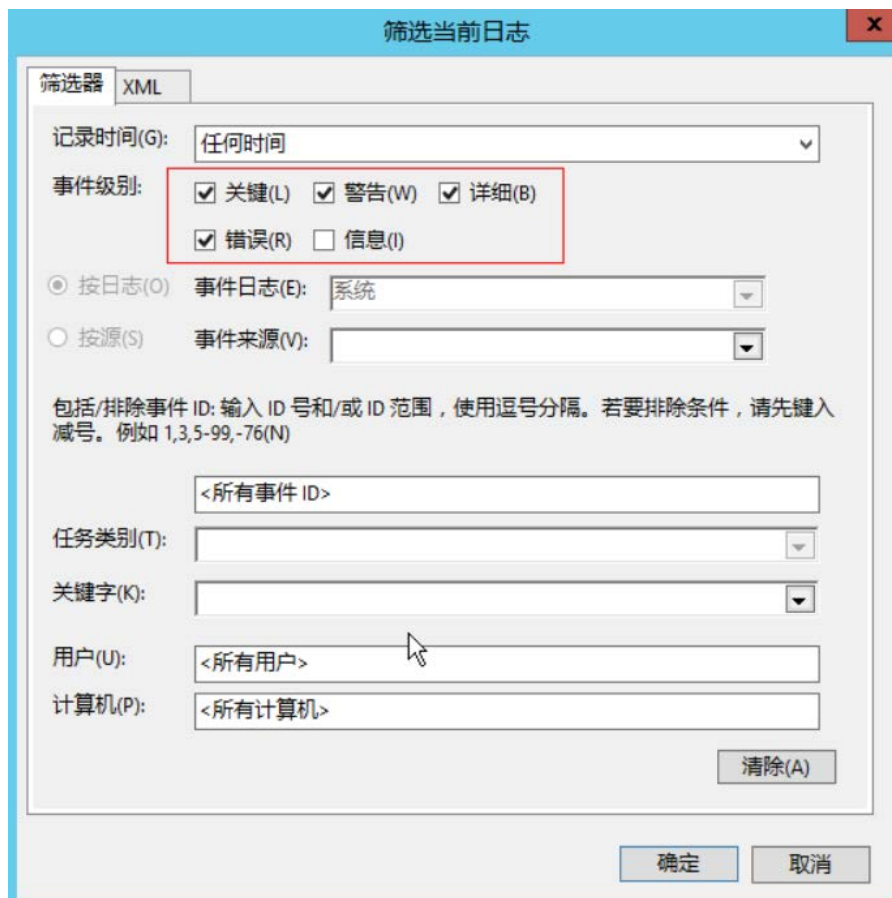 筛选当前日志
x
筛选器 XML
记录时间(G): 任何时间
事件级别: 关键(L) 警告(W) 详细(B)
错误(R) 信息(I)
按日志(O) 事件日志(E): 系统
按源(S) 事件来源(V):
包括/排除事件 ID: 输入 ID 号和/或 ID 范围，使用逗号分隔。若要排除条件，请先键入
减号。例如 1,3,5-99,-76(N)
<所有事件 ID>
任务类别(T):
关键字(K):
用户(U): <所有用户>
计算机(P): <所有计算机>
清除(A)
确定 取消